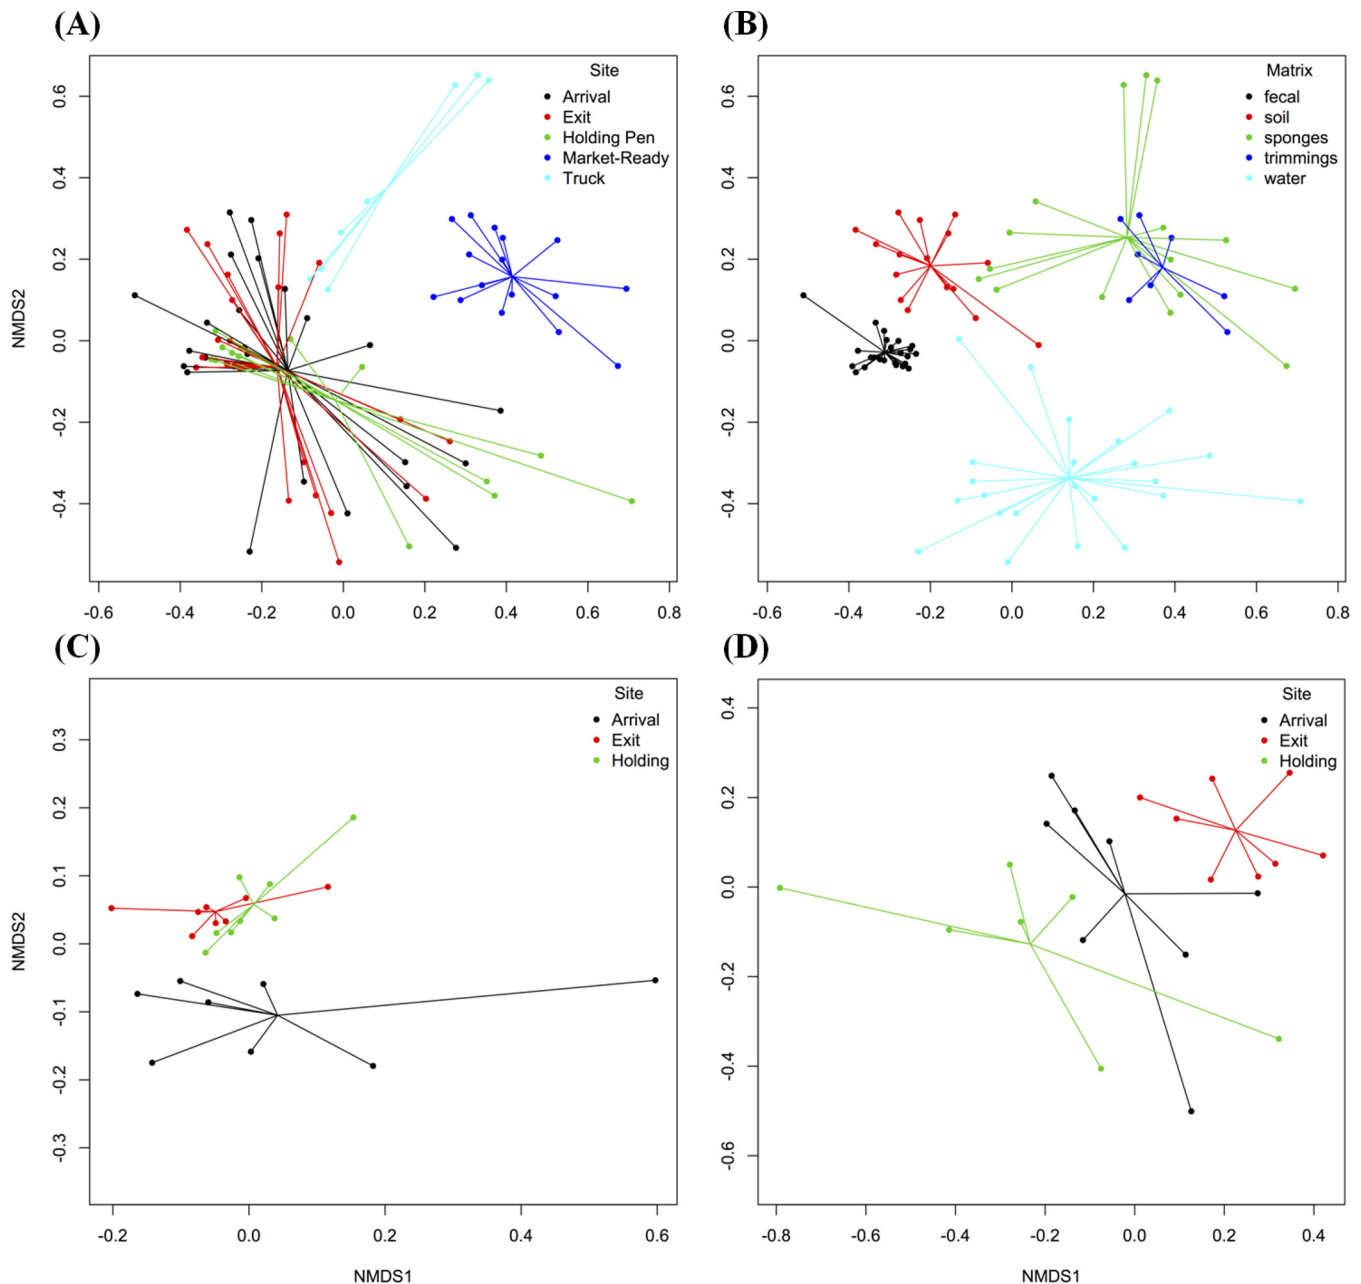 (A)
Site
Arrival
Exit
Holding Pen
Market-Ready
Truck
NMDS2
0.6
0.4
0.2
0.0
-0.2
-0.4
-0.6 -0.4 -0.2 0.0 0.2 0.4 0.6 0.8
(B)
Matrix
fecal
soil
sponges
trimmings
water
0.6
0.4
0.2
0.0
-0.2
-0.4
-0.6 -0.4 -0.2 0.0 0.2 0.4 0.6 0.8
(C)
Site
Arrival
Exit
Holding
NMDS2
0.3
0.2
0.1
0.0
-0.1
-0.2
-0.3
-0.2 0.0 0.2 0.4 0.6
NMDS1
(D)
Site
Arrival
Exit
Holding
0.4
0.2
0.0
-0.2
-0.4
-0.6
-0.8 -0.6 -0.4 -0.2 0.0 0.2 0.4
NMDS1